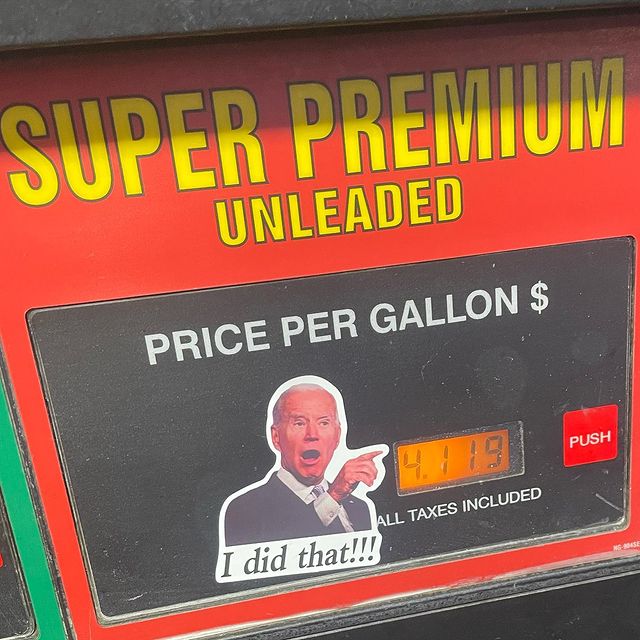 SUPER PREMIUM
UNLEADED
PRICE PER GALLON $
4.119
PUSH
ALL TAXES INCLUDED
I did that!!!